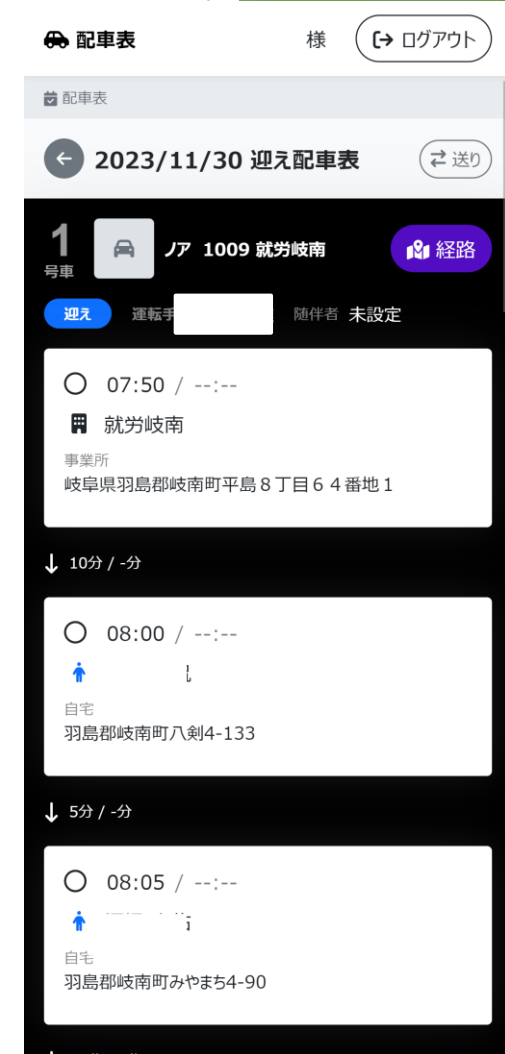 配車表
様
ログアウト
配車表
2023/11/30 迎え配車表
送り
1
号車
ノア 1009 就労岐南
経路
迎え 運転手 随伴者 未設定
07:50 / --:--
就労岐南
事業所
岐阜県羽島郡岐南町平島8丁目64番地1
10分 / -分
08:00 / --:--
自宅
羽島郡岐南町八剣4-133
5分 / -分
08:05 / --:--
自宅
羽島郡岐南町みやまち4-90